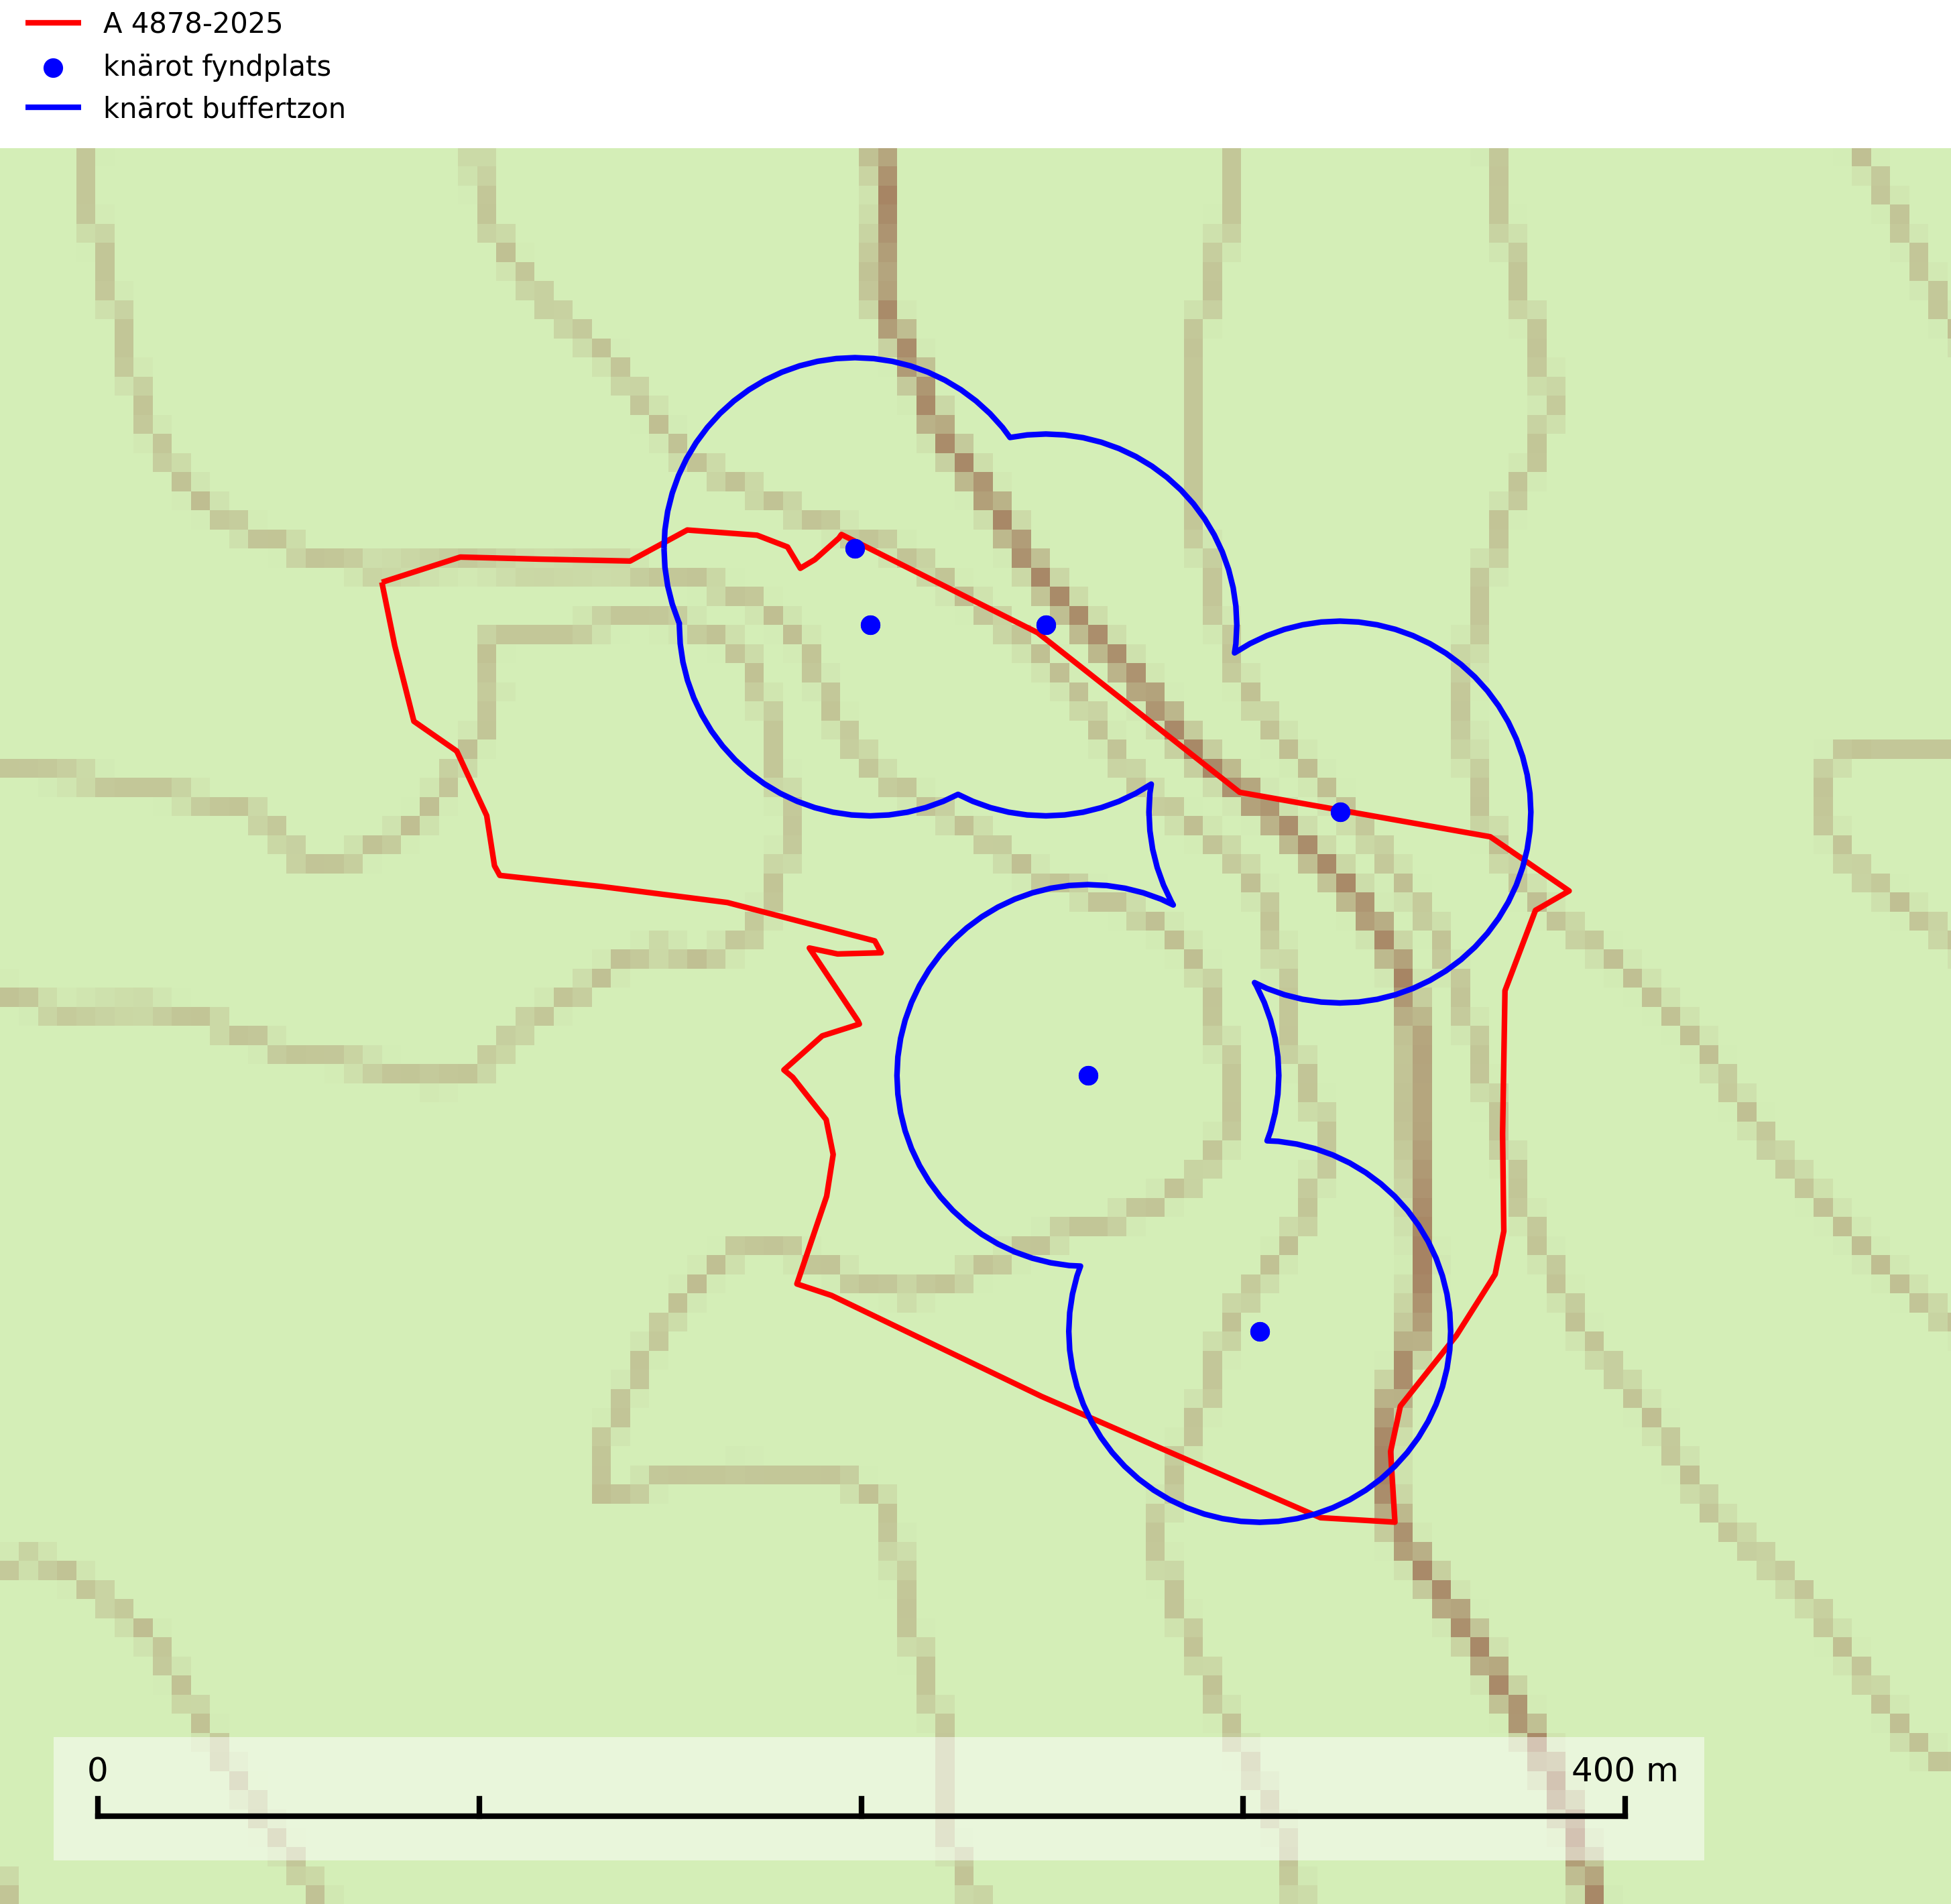 A 4878-2025
knärot fyndplats
knärot buffertzon
0
400 m